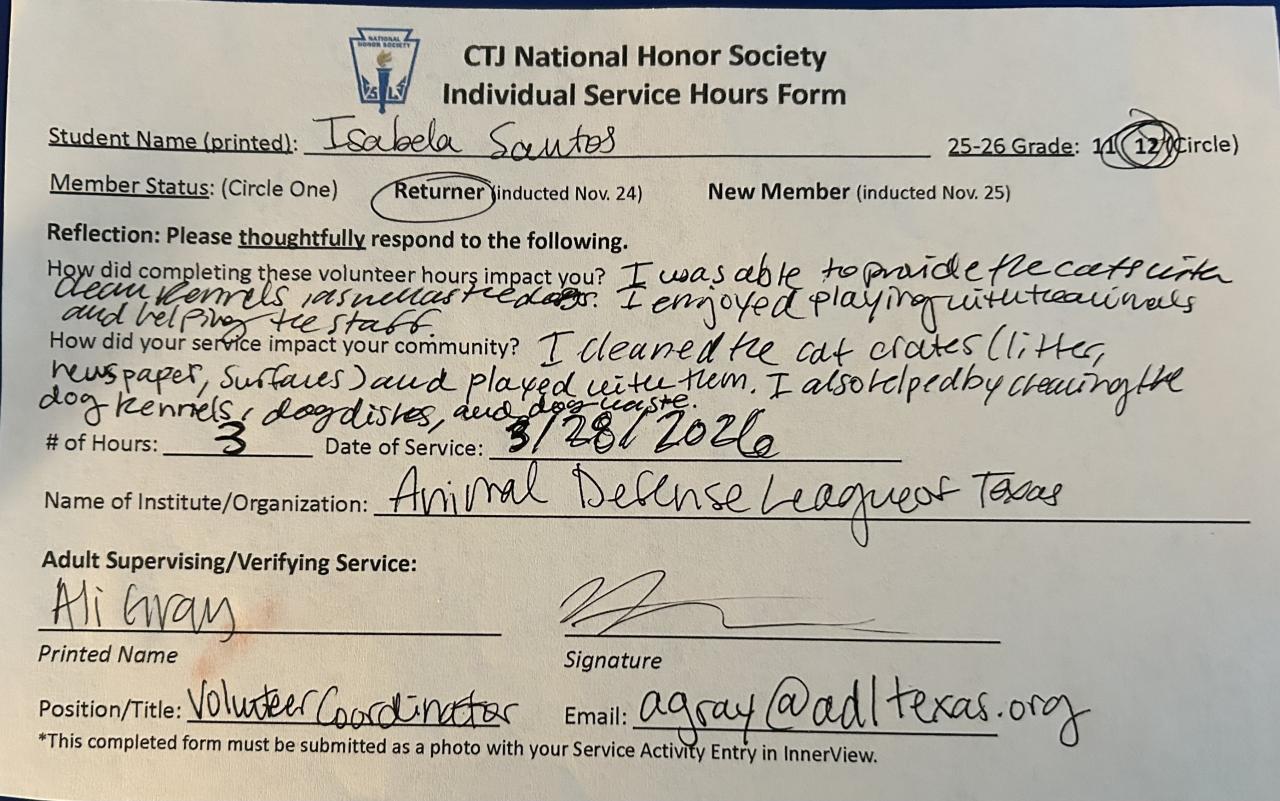 NATIONAL
HONOR SOCIETY
CTJ National Honor Society
Individual Service Hours Form
Student Name (printed): Isabela Santos 25-26 Grade: 11 12 (Circle)
Member Status: (Circle One) Returner (inducted Nov. 24) New Member (inducted Nov. 25)
Reflection: Please thoughtfully respond to the following.
How did completing these volunteer hours impact you? I was able to provide the cats with
clean kennels, as well as the dogs. I enjoyed playing with the animals
and helping the staff.
How did your service impact your community? I cleaned the cat crates (litter,
newspaper, surfaces) and played with them. I also helped by cleaning the
dog kennels, dog dishes, and dog waste.
# of Hours: 3 Date of Service: 3/28/2026
Name of Institute/Organization: Animal Defense League of Texas
Adult Supervising/Verifying Service:
Ali Gray
Printed Name Signature
Position/Title: Volunteer Coordinator Email: agray@adltexas.org
*This completed form must be submitted as a photo with your Service Activity Entry in InnerView.